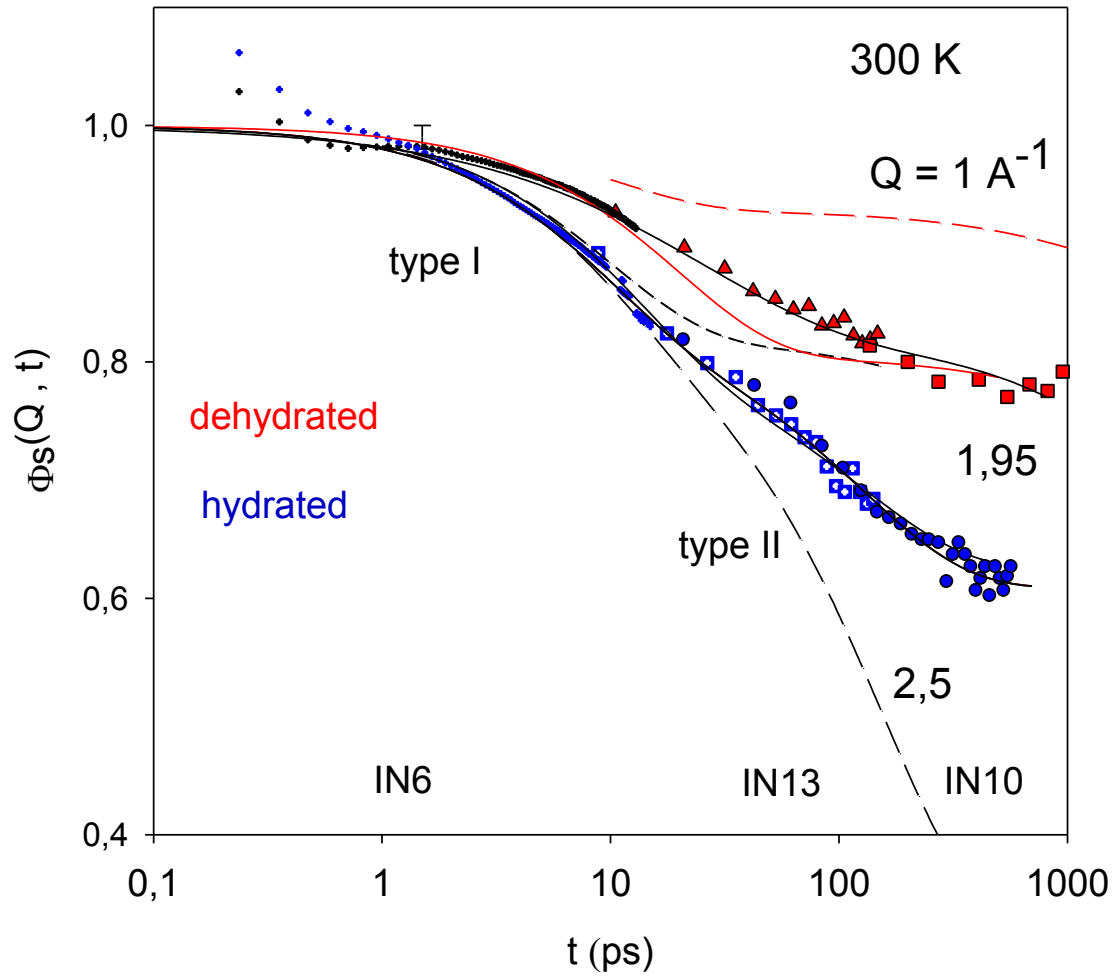 300 K
Q = 1 A⁻¹
type I
dehydrated
hydrated
1,95
type II
2,5
IN6
IN13
IN10
Φs(Q , t)
1,0
0,8
0,6
0,4
0,1 1 10 100 1000
t (ps)